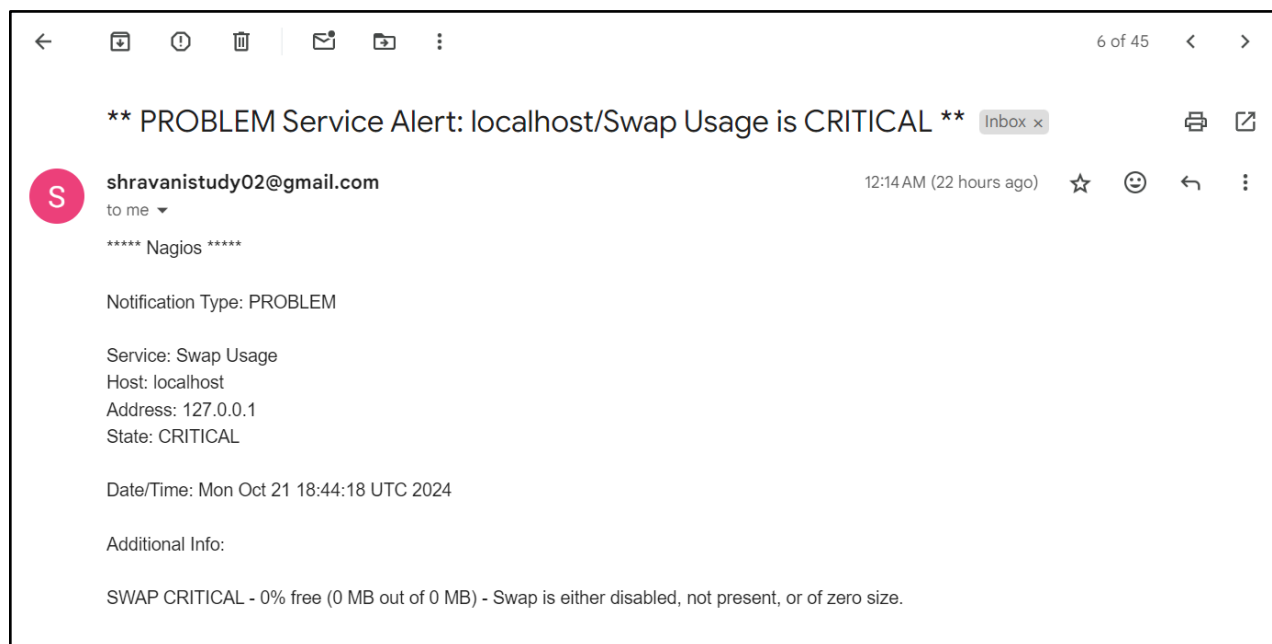 6 of 45
** PROBLEM Service Alert: localhost/Swap Usage is CRITICAL ** Inbox x
S
shravanistudy02@gmail.com 12:14 AM (22 hours ago)
to me
***** Nagios *****
Notification Type: PROBLEM
Service: Swap Usage
Host: localhost
Address: 127.0.0.1
State: CRITICAL
Date/Time: Mon Oct 21 18:44:18 UTC 2024
Additional Info:
SWAP CRITICAL - 0% free (0 MB out of 0 MB) - Swap is either disabled, not present, or of zero size.